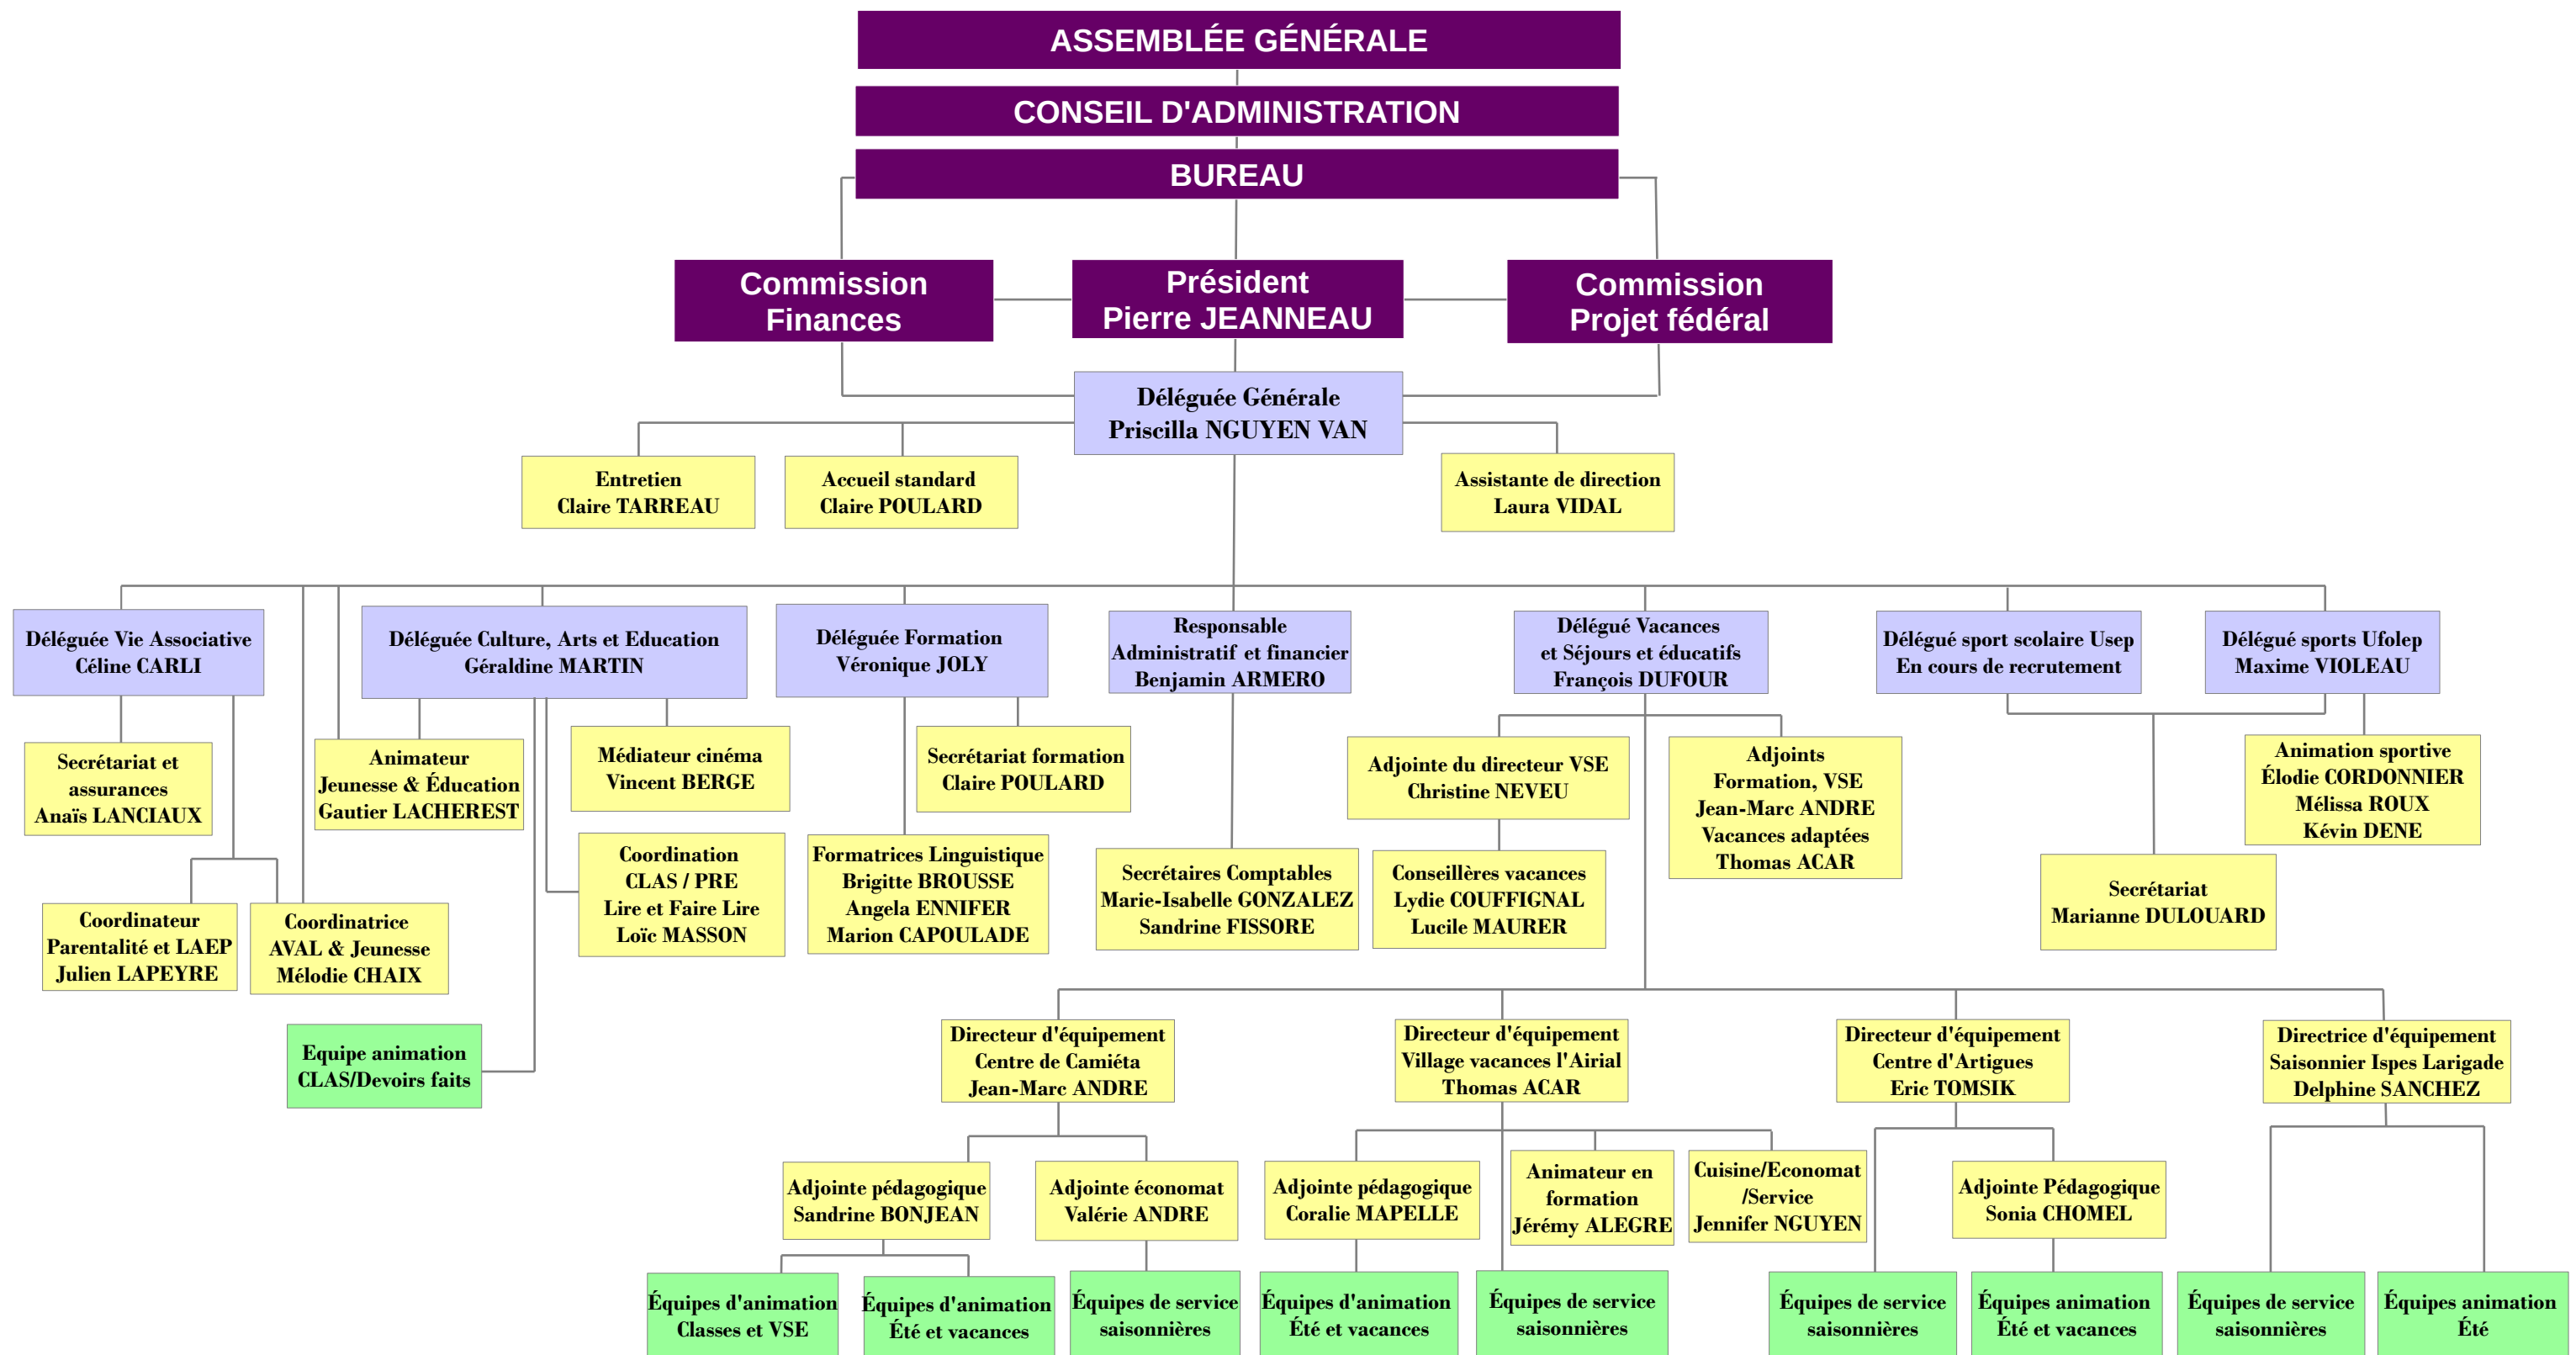 ASSEMBLÉE GÉNÉRALE
CONSEIL D'ADMINISTRATION
BUREAU
Commission
Finances
Président
Pierre JEANNEAU
Commission
Projet fédéral
Déléguée Générale
Priscilla NGUYEN VAN
Entretien
Claire TARREAU
Accueil standard
Claire POULARD
Assistante de direction
Laura VIDAL
Déléguée Vie Associative
Céline CARLI
Déléguée Culture, Arts et Education
Géraldine MARTIN
Déléguée Formation
Véronique JOLY
Responsable
Administratif et financier
Benjamin ARMERO
Délégué Vacances
et Séjours et éducatifs
François DUFOUR
Délégué sport scolaire Usep
En cours de recrutement
Délégué sports Ufolep
Maxime VIOLEAU
Secrétariat et
assurances
Anaïs LANCIAUX
Animateur
Jeunesse & Éducation
Gautier LACHEREST
Médiateur cinéma
Vincent BERGE
Secrétariat formation
Claire POULARD
Adjointe du directeur VSE
Christine NEVEU
Adjoints
Formation, VSE
Jean-Marc ANDRE
Vacances adaptées
Thomas ACAR
Animation sportive
Élodie CORDONNIER
Mélissa ROUX
Kévin DENE
Coordination
CLAS / PRE
Lire et Faire Lire
Loïc MASSON
Formatrices Linguistique
Brigitte BROUSSE
Angela ENNIFER
Marion CAPOULADE
Secrétaires Comptables
Marie-Isabelle GONZALEZ
Sandrine FISSORE
Conseillères vacances
Lydie COUFFIGNAL
Lucile MAURER
Secrétariat
Marianne DULOUARD
Coordinateur
Parentalité et LAEP
Julien LAPEYRE
Coordinatrice
AVAL & Jeunesse
Mélodie CHAIX
Equipe animation
CLAS/Devoirs faits
Directeur d'équipement
Centre de Camiéta
Jean-Marc ANDRE
Directeur d'équipement
Village vacances l'Airial
Thomas ACAR
Directeur d'équipement
Centre d'Artigues
Eric TOMSIK
Directrice d'équipement
Saisonnier Ispes Larigade
Delphine SANCHEZ
Adjointe pédagogique
Sandrine BONJEAN
Adjointe économat
Valérie ANDRE
Adjointe pédagogique
Coralie MAPELLE
Animateur en
formation
Jérémy ALEGRE
Cuisine/Economat
/Service
Jennifer NGUYEN
Adjointe Pédagogique
Sonia CHOMEL
Équipes d'animation
Classes et VSE
Équipes d'animation
Été et vacances
Équipes de service
saisonnières
Équipes d'animation
Été et vacances
Équipes de service
saisonnières
Équipes de service
saisonnières
Équipes animation
Été et vacances
Équipes de service
saisonnières
Équipes animation
Été